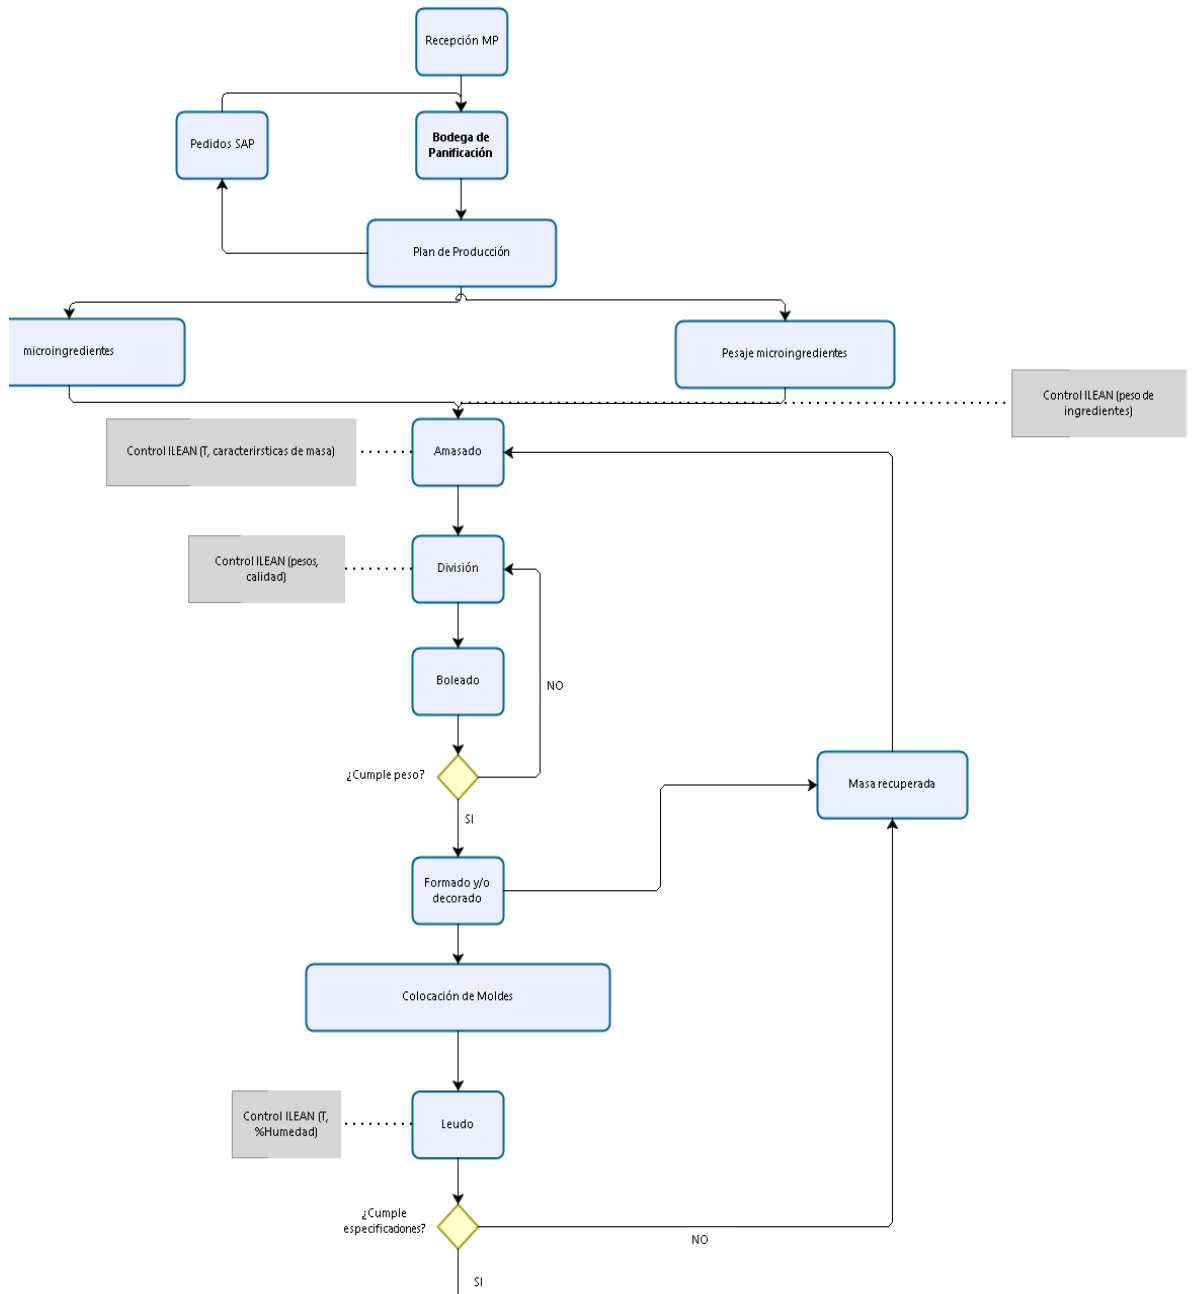 Recepción MP
Pedidos SAP
Bodega de
Panificación
Plan de Producción
microingredientes
Pesaje microingredientes
Control ILEAN (peso de
ingredientes)
Control ILEAN (T, caracterirsticas de masa)
Amasado
Control ILEAN (pesos,
calidad)
División
Boleado
NO
¿Cumple peso?
SI
Masa recuperada
Formado y/o
decorado
Colocación de Moldes
Control ILEAN (T,
%Humedad)
Leudo
¿Cumple
especificaciones?
NO
SI